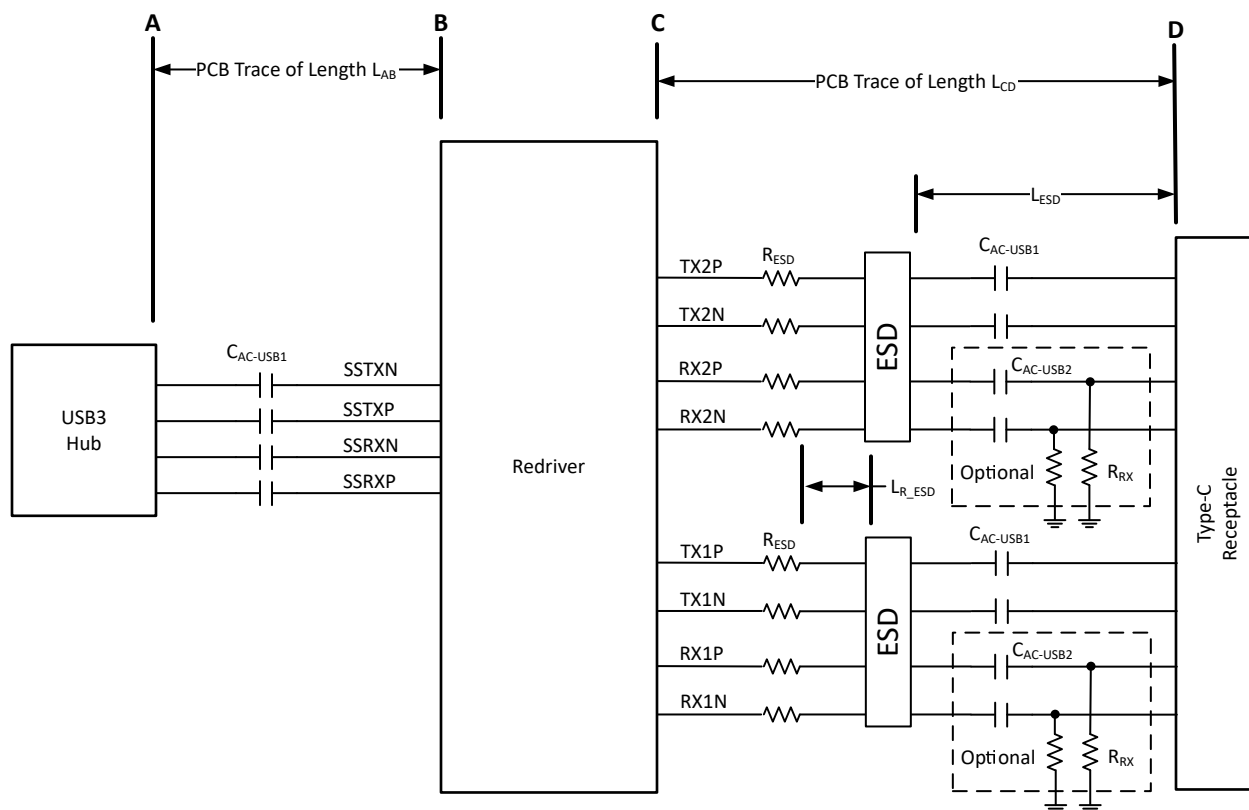 A
B
C
D
PCB Trace of Length LAB
PCB Trace of Length LCD
LESD
TX2P
RESD
CAC-USB1
TX2N
RX2P
CAC-USB2
RX2N
ESD
Optional
RRX
USB3
Hub
CAC-USB1
SSTXN
SSTXP
SSRXN
SSRXP
Redriver
LR_ESD
Type-C
Receptacle
TX1P
RESD
CAC-USB1
TX1N
RX1P
CAC-USB2
RX1N
ESD
Optional
RRX